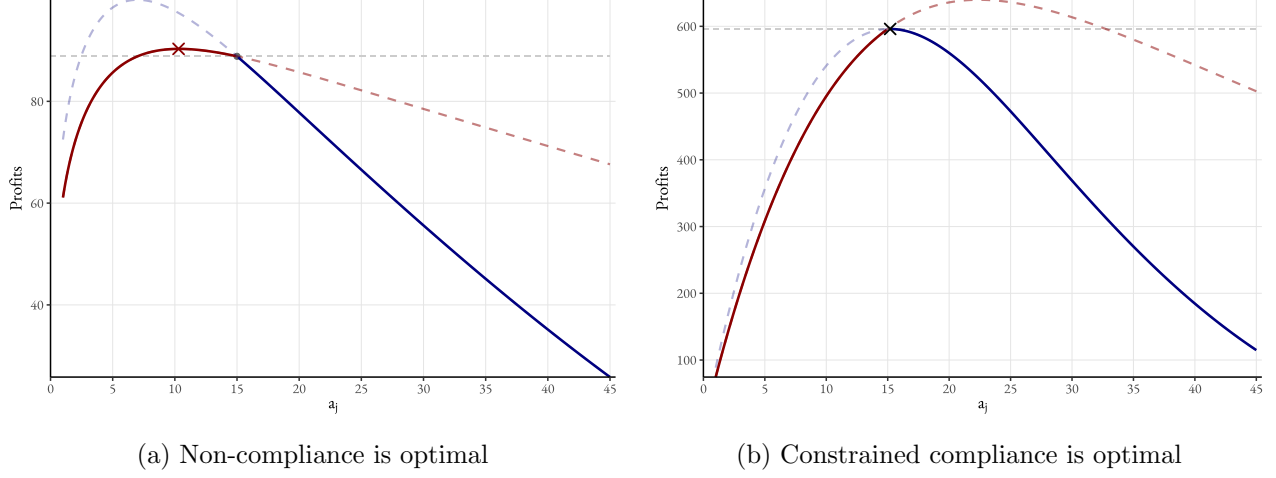 Profits
80
60
40
0 5 10 15 20 25 30 35 40 45
a_j
(a) Non-compliance is optimal
Profits
600
500
400
300
200
100
0 5 10 15 20 25 30 35 40 45
a_j
(b) Constrained compliance is optimal